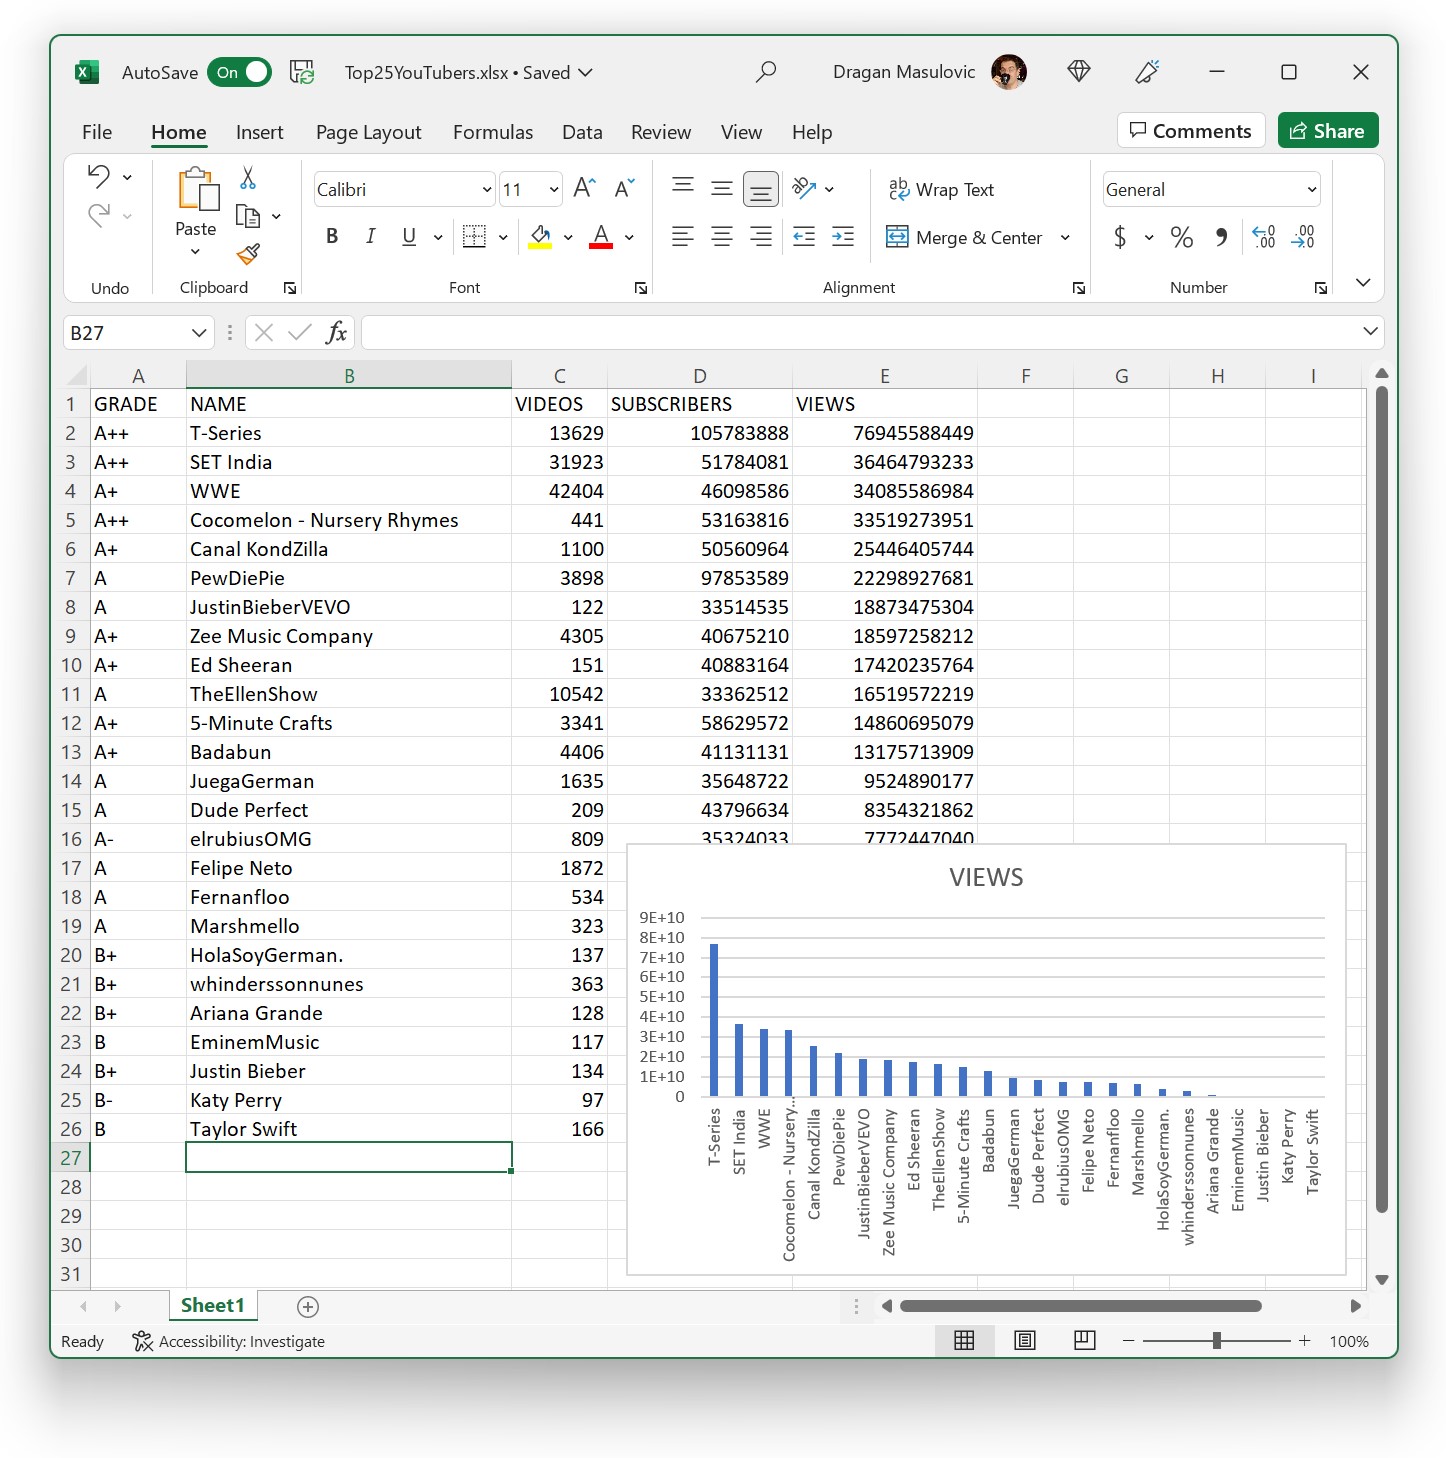 AutoSave On Top25YouTubers.xlsx • Saved Dragan Masulovic
File Home Insert Page Layout Formulas Data Review View Help Comments Share
Paste
Calibri 11
B I U
ab Wrap Text
Merge & Center
General
$ % 
Undo Clipboard Font Alignment Number
B27 fx
A B C D E F G H I
1 GRADE NAME VIDEOS SUBSCRIBERS VIEWS
2 A++ T-Series 13629 105783888 76945588449
3 A++ SET India 31923 51784081 36464793233
4 A+ WWE 42404 46098586 34085586984
5 A++ Cocomelon - Nursery Rhymes 441 53163816 33519273951
6 A+ Canal KondZilla 1100 50560964 25446405744
7 A PewDiePie 3898 97853589 22298927681
8 A JustinBieberVEVO 122 33514535 18873475304
9 A+ Zee Music Company 4305 40675210 18597258212
10 A+ Ed Sheeran 151 40883164 17420235764
11 A TheEllenShow 10542 33362512 16519572219
12 A+ 5-Minute Crafts 3341 58629572 14860695079
13 A+ Badabun 4406 41131131 13175713909
14 A JuegaGerman 1635 35648722 9524890177
15 A Dude Perfect 209 43796634 8354321862
16 A- elrubiusOMG 809 35324033 7772447040
17 A Felipe Neto 1872
18 A Fernanfloo 534
19 A Marshmello 323
20 B+ HolaSoyGerman. 137
21 B+ whinderssonnunes 363
22 B+ Ariana Grande 128
23 B EminemMusic 117
24 B+ Justin Bieber 134
25 B- Katy Perry 97
26 B Taylor Swift 166
27
28
29
30
31
VIEWS
9E+10
8E+10
7E+10
6E+10
5E+10
4E+10
3E+10
2E+10
1E+10
0
T-Series
SET India
WWE
Cocomelon - Nursery...
Canal KondZilla
PewDiePie
JustinBieberVEVO
Zee Music Company
Ed Sheeran
TheEllenShow
5-Minute Crafts
Badabun
JuegaGerman
Dude Perfect
elrubiusOMG
Felipe Neto
Fernanfloo
Marshmello
HolaSoyGerman.
whinderssonnunes
Ariana Grande
EminemMusic
Justin Bieber
Katy Perry
Taylor Swift
Sheet1
Ready Accessibility: Investigate 100%